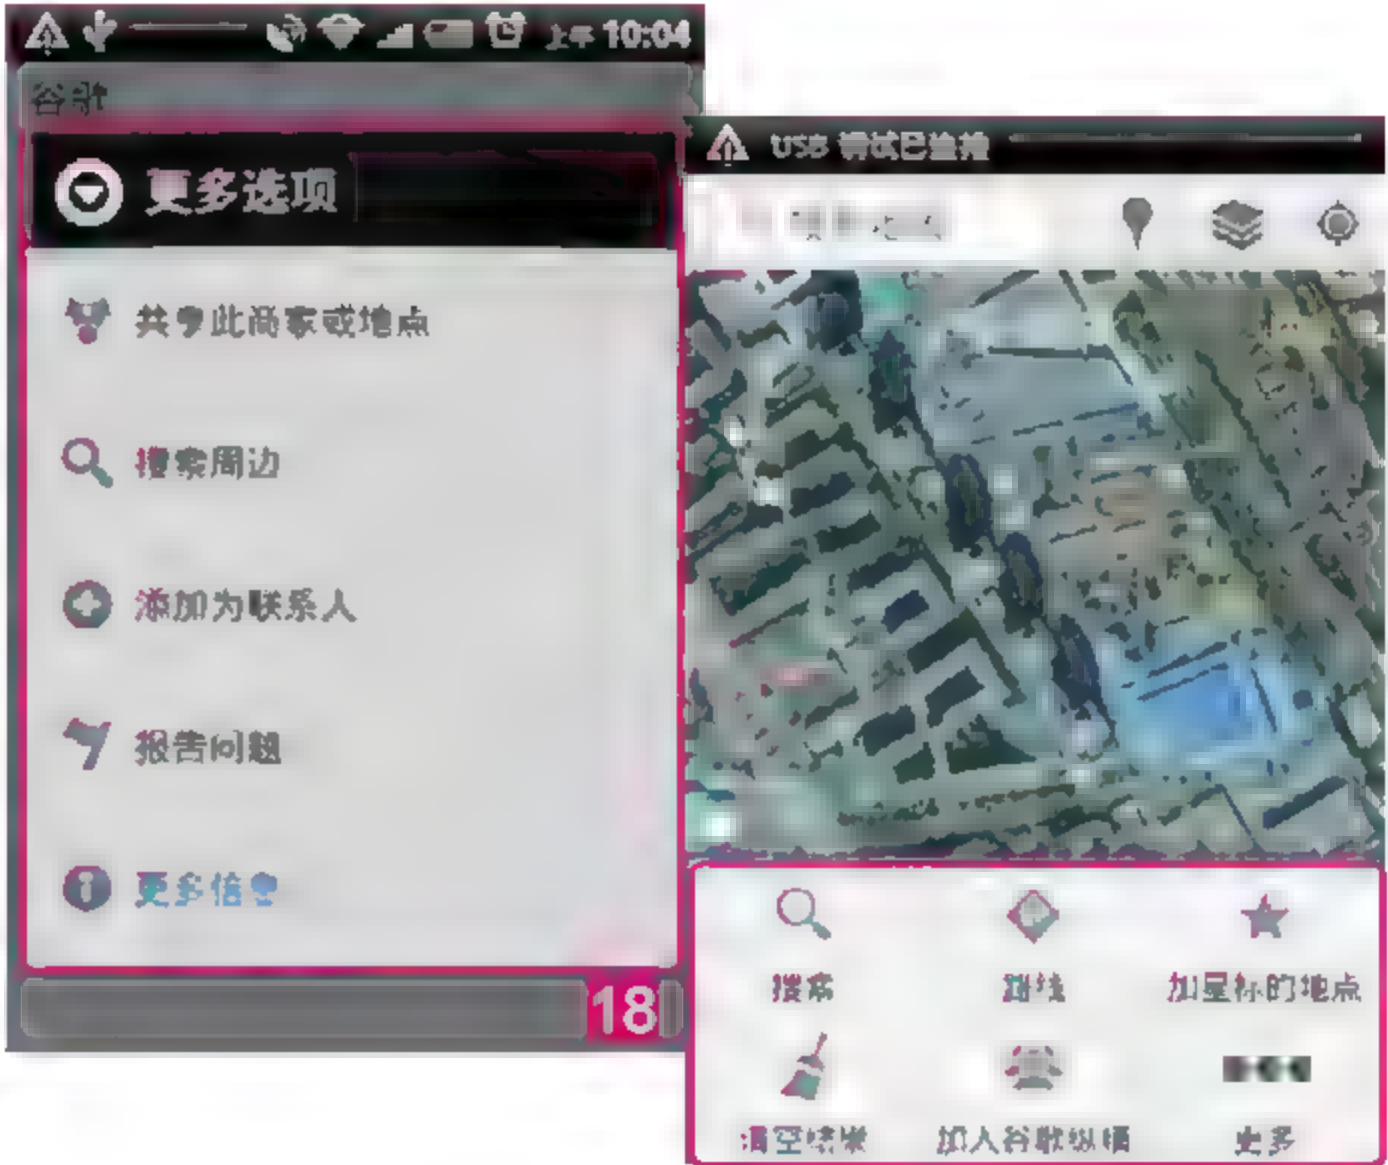 上午 10:04
谷歌
更多选项
共享此商家或地点
搜索周边
添加为联系人
报告问题
更多信息
18
USB 调试已连接
搜索
路线
加星标的地点
清空结果
加入谷歌纵横
更多